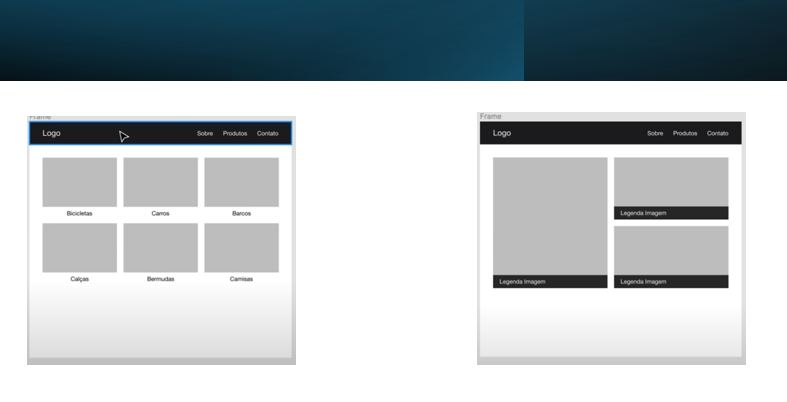 Frame
Logo
Sobre Produtos Contato
Bicicletas Carros Barcos
Calças Bermudas Camisas
Frame
Logo
Sobre Produtos Contato
Legenda Imagem
Legenda Imagem
Legenda Imagem